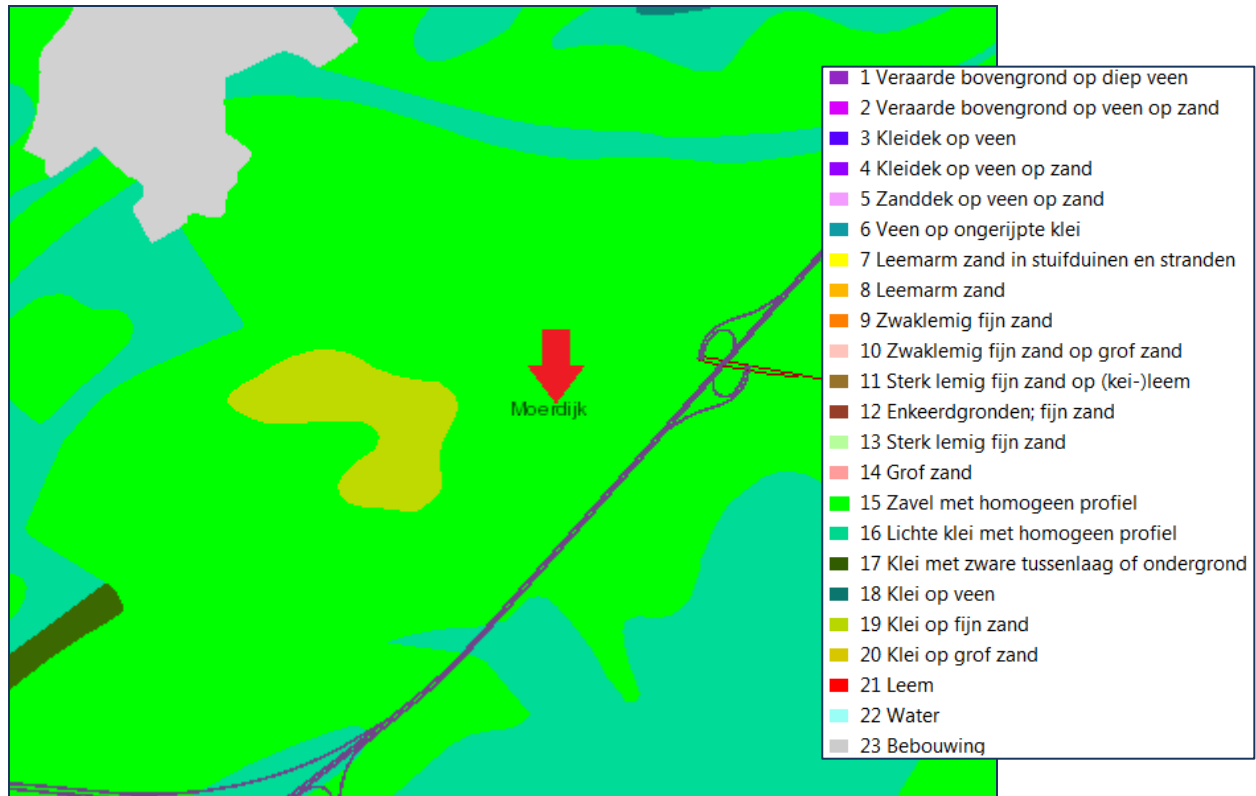 Moerdijk
1 Veraarde bovengrond op diep veen
2 Veraarde bovengrond op veen op zand
3 Kleidek op veen
4 Kleidek op veen op zand
5 Zanddek op veen op zand
6 Veen op ongerijpte klei
7 Leemarm zand in stuifduinen en stranden
8 Leemarm zand
9 Zwaklemig fijn zand
10 Zwaklemig fijn zand op grof zand
11 Sterk lemig fijn zand op (kei-)leem
12 Enkeerdgronden; fijn zand
13 Sterk lemig fijn zand
14 Grof zand
15 Zavel met homogeen profiel
16 Lichte klei met homogeen profiel
17 Klei met zware tussenlaag of ondergrond
18 Klei op veen
19 Klei op fijn zand
20 Klei op grof zand
21 Leem
22 Water
23 Bebouwing